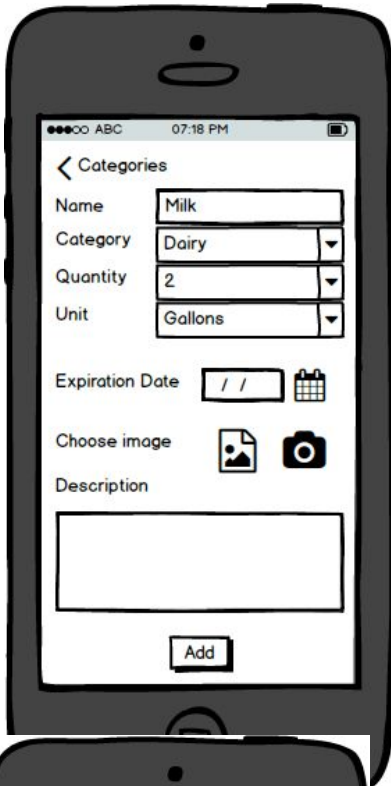 ABC 07:18 PM
Categories
Name Milk
Category Dairy
Quantity 2
Unit Gallons
Expiration Date / /
Choose image
Description
Add